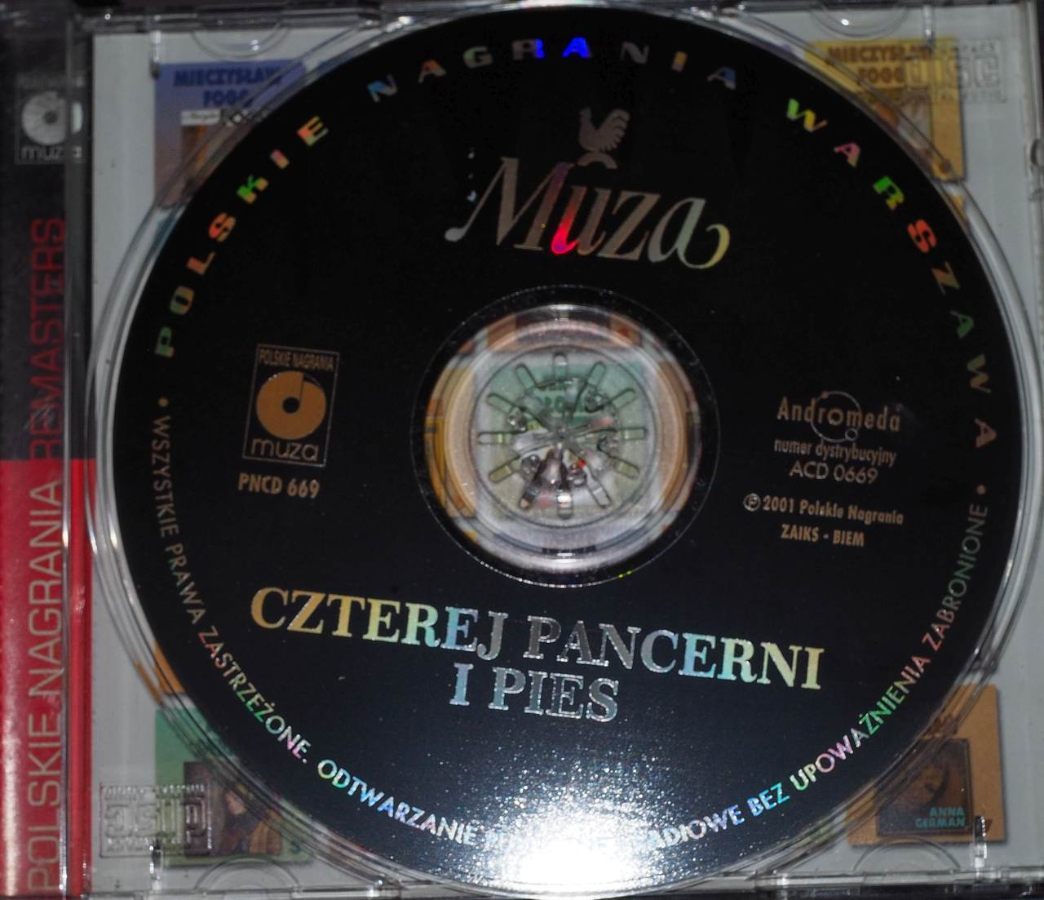 POLSKIE NAGRANIA WARSZAWA
Muza
POLSKIE NAGRANIA
muza
PNCD 669
Andromeda
numer dystrybucyjny
ACD 0669
℗ 2001 Polskie Nagrania
ZAIKS - BIEM
CZTEREJ PANCERNI
I PIES
• WSZYSTKIE PRAWA ZASTRZEŻONE. ODTWARZANIE RADIOWE BEZ UPOWAŻNIENIA ZABRONIONE •
muza
POLSKIE NAGRANIA REMASTERS
MIECZYSŁAW
FOGG
MIECZYSŁAW
FOGG
DISC
ANNA
GERMAN